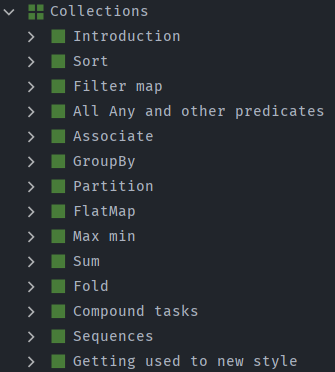 Collections
Introduction
Sort
Filter map
All Any and other predicates
Associate
GroupBy
Partition
FlatMap
Max min
Sum
Fold
Compound tasks
Sequences
Getting used to new style